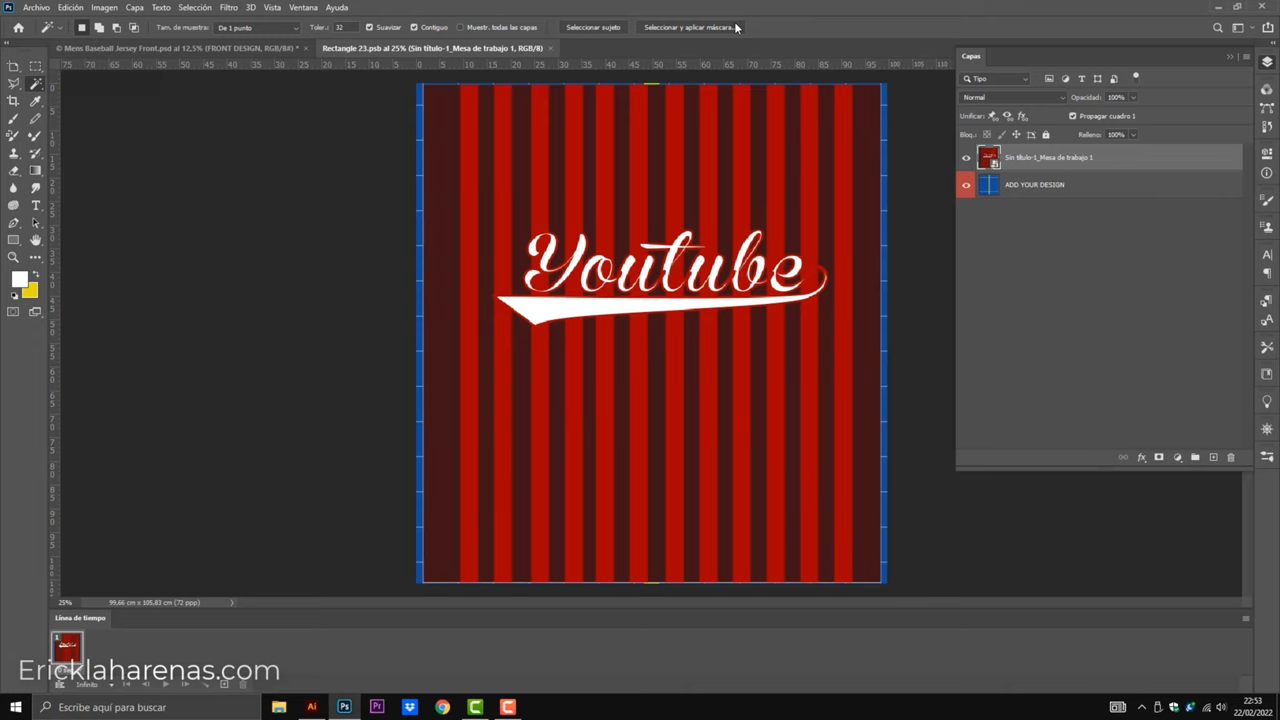 Archivo Edición Imagen Capa Texto Selección Filtro 3D Vista Ventana Ayuda
Tam. de muestra: De 1 punto Toler.: 32 Suavizar Contiguo Muestr. todas las capas Seleccionar sujeto Seleccionar y aplicar máscara...
© Mens Baseball Jersey Front.psd al 12,5% (FRONT DESIGN, RGB/8#) * Rectangle 23.psb al 25% (Sin título-1_Mesa de trabajo 1, RGB/8)
Capas
Tipo
Normal Opacidad: 100%
Unificar: Propagar cuadro 1
Bloq.: Relleno: 100%
Sin título-1_Mesa de trabajo 1
ADD YOUR DESIGN
Youtube
25% 99,66 cm x 105,83 cm (72 ppp)
Línea de tiempo
1
Ericklaharenas.com
Infinito
Escribe aquí para buscar
22:53
22/02/2022